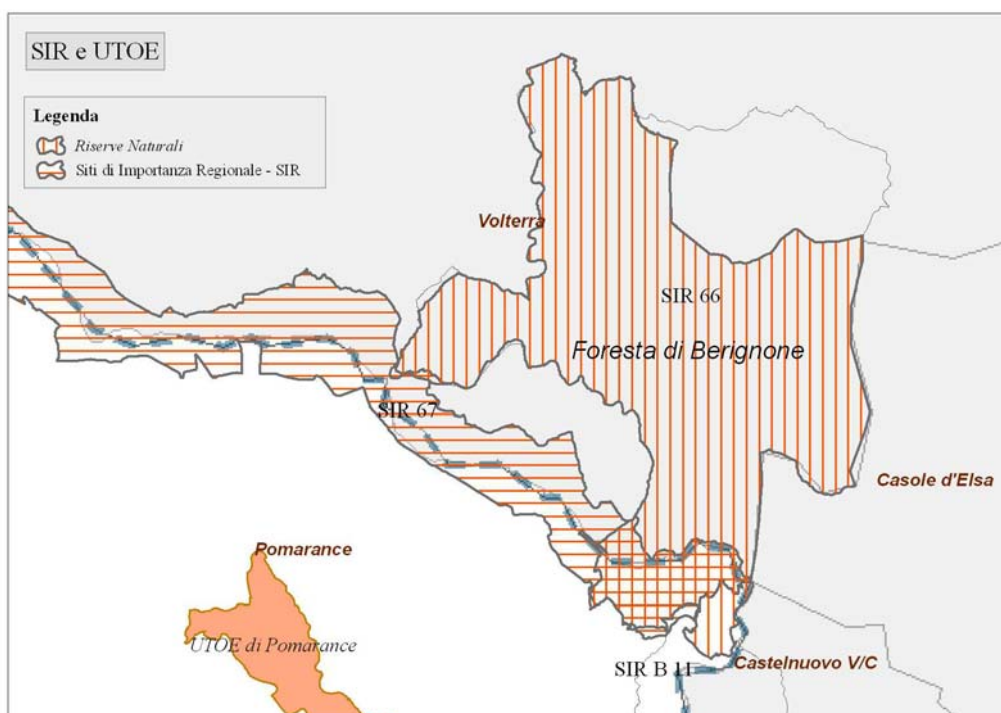 SIR e UTOE
Legenda
Riserve Naturali
Siti di Importanza Regionale - SIR
Volterra
SIR 66
Foresta di Berignone
SIR 67
Casole d'Elsa
Pomarance
UTOE di Pomarance
SIR B 11
Castelnuovo V/C